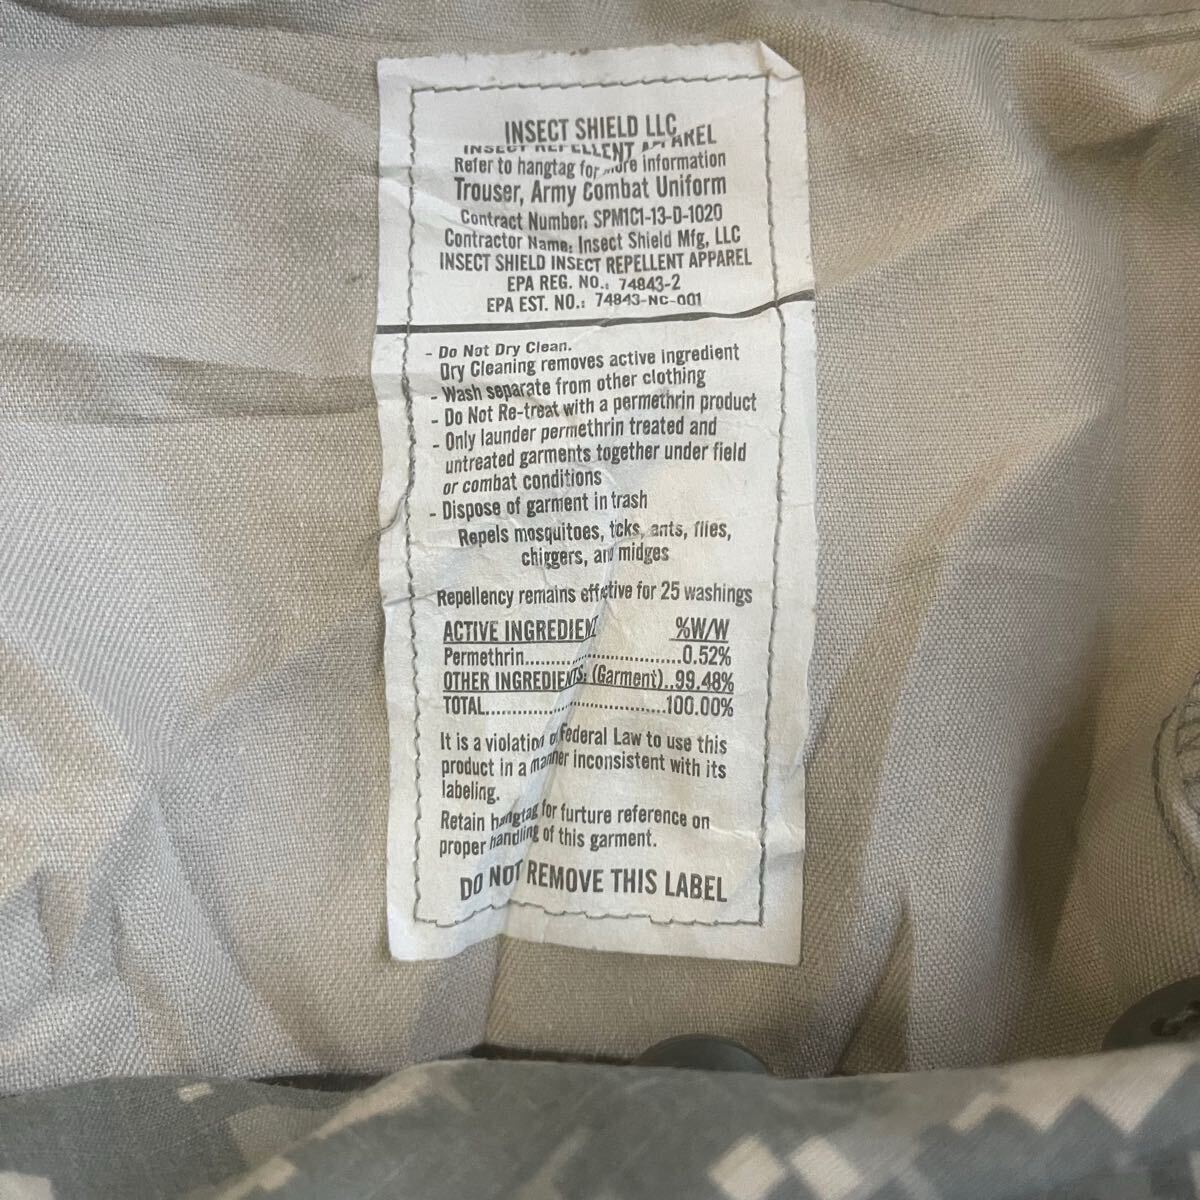 INSECT SHIELD LLC
INSECT REPELLENT APPAREL
Refer to hangtag for more information
Trouser, Army Combat Uniform
Contract Number: SPM1C1-13-D-1020
Contractor Name: Insect Shield Mfg, LLC
INSECT SHIELD INSECT REPELLENT APPAREL
EPA REG. NO.: 74843-2
EPA EST. NO.: 74843-NC-001
- Do Not Dry Clean.
Dry Cleaning removes active ingredient
- Wash separate from other clothing
- Do Not Re-treat with a permethrin product
- Only launder permethrin treated and
untreated garments together under field
or combat conditions
- Dispose of garment in trash
Repels mosquitoes, ticks, ants, flies,
chiggers, and midges
Repellency remains effective for 25 washings
ACTIVE INGREDIENT %W/W
Permethrin..........................0.52%
OTHER INGREDIENTS: (Garment)..99.48%
TOTAL..............................100.00%
It is a violation of Federal Law to use this
product in a manner inconsistent with its
labeling.
Retain hangtag for furture reference on
proper handling of this garment.
DO NOT REMOVE THIS LABEL